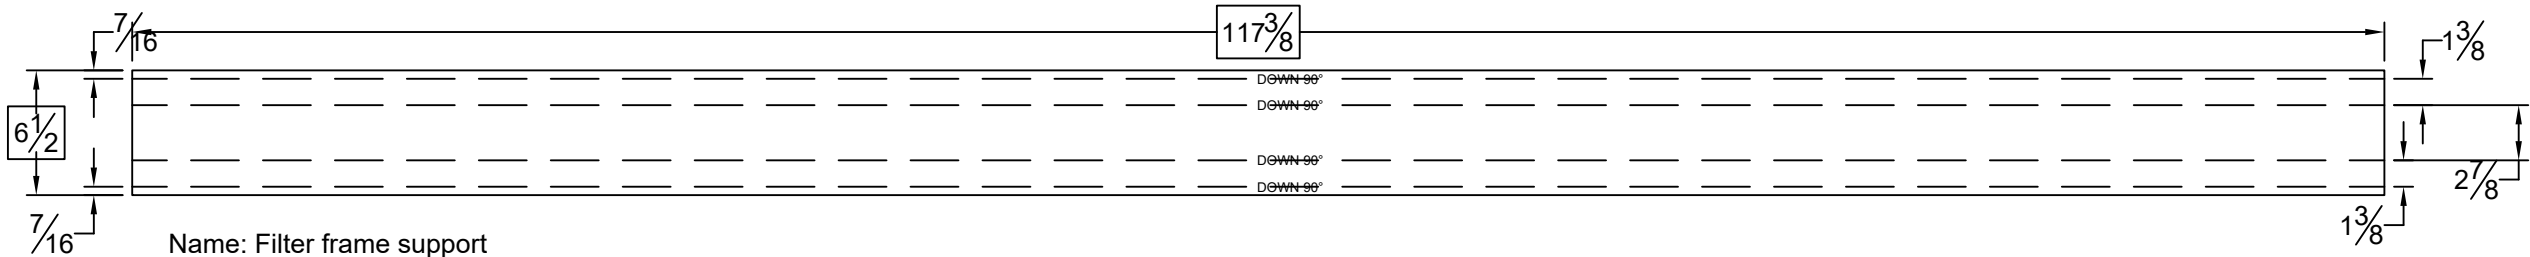 7/16
117 3/8
1 3/8
DOWN 90°
DOWN 90°
6 1/2
DOWN 90°
2 7/8
DOWN 90°
7/16
1 3/8
Name: Filter frame support